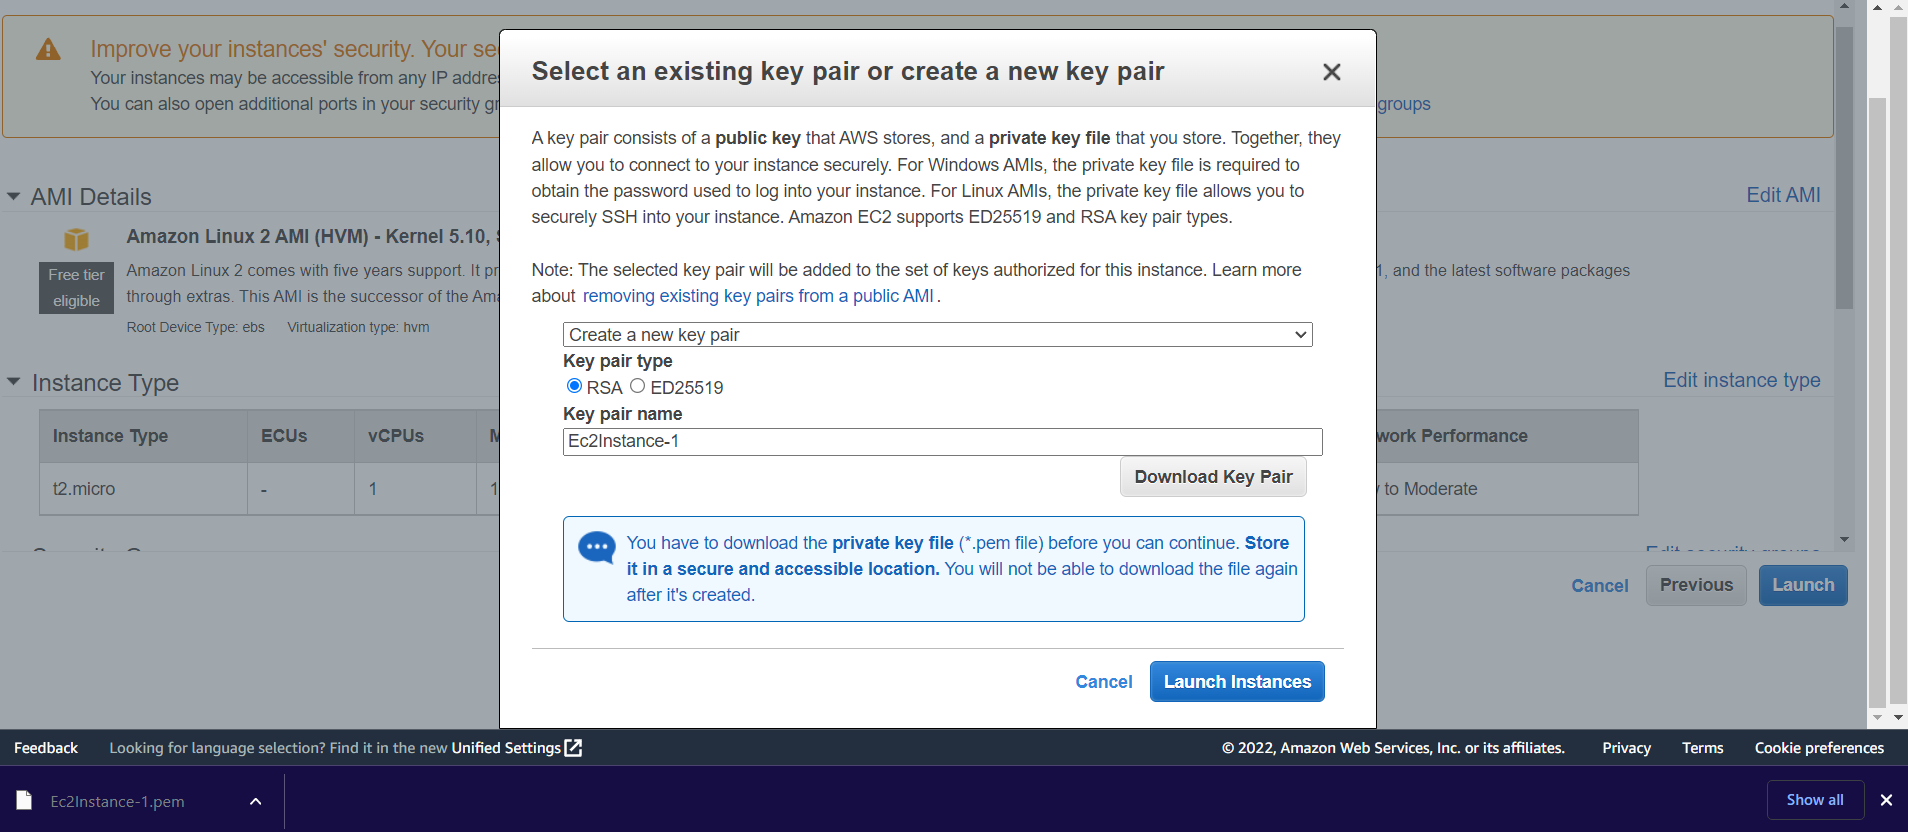 Improve your instances' security. Your se
Your instances may be accessible from any IP addre
You can also open additional ports in your security gr
groups
Select an existing key pair or create a new key pair
A key pair consists of a public key that AWS stores, and a private key file that you store. Together, they
allow you to connect to your instance securely. For Windows AMIs, the private key file is required to
obtain the password used to log into your instance. For Linux AMIs, the private key file allows you to
securely SSH into your instance. Amazon EC2 supports ED25519 and RSA key pair types.
Note: The selected key pair will be added to the set of keys authorized for this instance. Learn more
about removing existing key pairs from a public AMI.
Create a new key pair
Key pair type
RSA ED25519
Key pair name
Ec2Instance-1
Download Key Pair
You have to download the private key file (*.pem file) before you can continue. Store
it in a secure and accessible location. You will not be able to download the file again
after it's created.
Cancel Launch Instances
AMI Details
Edit AMI
Amazon Linux 2 AMI (HVM) - Kernel 5.10,
Free tier
eligible
Amazon Linux 2 comes with five years support. It pr
1, and the latest software packages
through extras. This AMI is the successor of the Ama
Root Device Type: ebs Virtualization type: hvm
Instance Type
Edit instance type
Instance Type ECUs vCPUs M
work Performance
t2.micro - 1 1
to Moderate
Edit security groups
Cancel Previous Launch
Feedback Looking for language selection? Find it in the new Unified Settings
© 2022, Amazon Web Services, Inc. or its affiliates. Privacy Terms Cookie preferences
Ec2Instance-1.pem
Show all